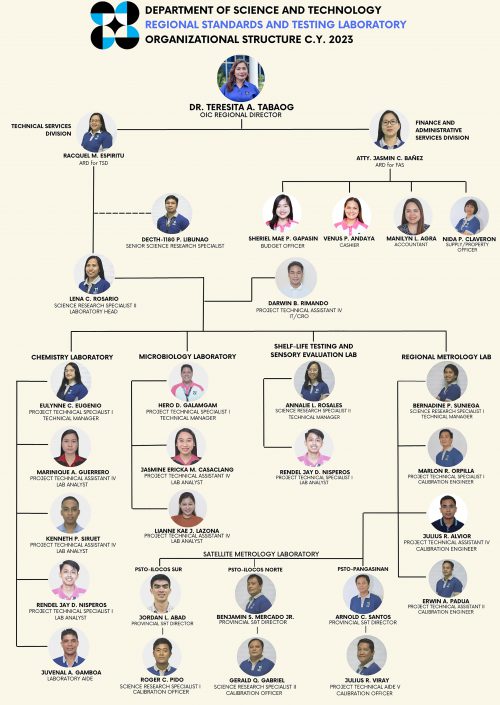 DEPARTMENT OF SCIENCE AND TECHNOLOGY
REGIONAL STANDARDS AND TESTING LABORATORY
ORGANIZATIONAL STRUCTURE C.Y. 2023
DR. TERESITA A. TABAOG
OIC REGIONAL DIRECTOR
TECHNICAL SERVICES
DIVISION
RACQUEL M. ESPIRITU
ARD for TSD
FINANCE AND
ADMINISTRATIVE
SERVICES DIVISION
ATTY. JASMIN C. BAÑEZ
ARD for FAS
DECTH-1180 P. LIBUNAO
SENIOR SCIENCE RESEARCH SPECIALIST
SHERIEL MAE P. GAPASIN
BUDGET OFFICER
VENUS P. ANDAYA
CASHIER
MANILYN L. AGRA
ACCOUNTANT
NIDA P. CLAVERON
SUPPLY/PROPERTY
OFFICER
LENA C. ROSARIO
SCIENCE RESEARCH SPECIALIST II
LABORATORY HEAD
DARWIN B. RIMANDO
PROJECT TECHNICAL ASSISTANT IV
IT/CRO
CHEMISTRY LABORATORY
EULYNNE C. EUGENIO
PROJECT TECHNICAL SPECIALIST I
TECHNICAL MANAGER
MARINIQUE A. GUERRERO
PROJECT TECHNICAL ASSISTANT IV
LAB ANALYST
KENNETH P. SIRUET
PROJECT TECHNICAL ASSISTANT IV
LAB ANALYST
RENDEL JAY D. NISPEROS
PROJECT TECHNICAL SPECIALIST I
LAB ANALYST
JUVENAL A. GAMBOA
LABORATORY AIDE
MICROBIOLOGY LABORATORY
HERO D. GALAMGAM
PROJECT TECHNICAL SPECIALIST I
TECHNICAL MANAGER
JASMINE ERICKA M. CASACLANG
PROJECT TECHNICAL ASSISTANT IV
LAB ANALYST
LIANNE KAE J. LAZONA
PROJECT TECHNICAL ASSISTANT IV
LAB ANALYST
SHELF-LIFE TESTING AND
SENSORY EVALUATION LAB
ANNALIE L. ROSALES
SCIENCE RESEARCH SPECIALIST II
TECHNICAL MANAGER
RENDEL JAY D. NISPEROS
PROJECT TECHNICAL SPECIALIST I
LAB ANALYST
REGIONAL METROLOGY LAB
BERNADINE P. SUNIEGA
SCIENCE RESEARCH SPECIALIST I
TECHNICAL MANAGER
MARLON R. ORPILLA
PROJECT TECHNICAL SPECIALIST I
CALIBRATION ENGINEER
JULIUS R. ALVIOR
PROJECT TECHNICAL ASSISTANT IV
CALIBRATION ENGINEER
ERWIN A. PADUA
PROJECT TECHNICAL ASSISTANT II
CALIBRATION ENGINEER
SATELLITE METROLOGY LABORATORY
PSTO-ILOCOS SUR
JORDAN L. ABAD
PROVINCIAL S&T DIRECTOR
ROGER C. PIDO
SCIENCE RESEARCH SPECIALIST I
CALIBRATION OFFICER
PSTO-ILOCOS NORTE
BENJAMIN S. MERCADO JR.
PROVINCIAL S&T DIRECTOR
GERALD Q. GABRIEL
SCIENCE RESEARCH SPECIALIST II
CALIBRATION OFFICER
PSTO-PANGASINAN
ARNOLD C. SANTOS
PROVINCIAL S&T DIRECTOR
JULIUS R. VIRAY
PROJECT TECHNICAL AIDE V
CALIBRATION OFFICER